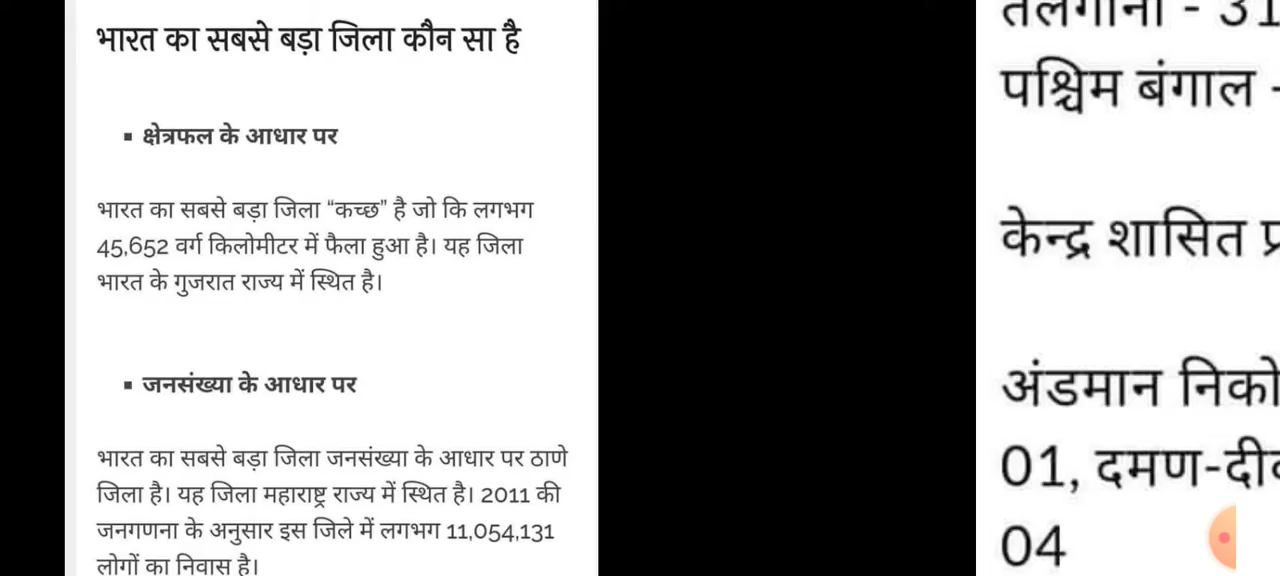 भारत का सबसे बड़ा जिला कौन सा है
▪ क्षेत्रफल के आधार पर
भारत का सबसे बड़ा जिला “कच्छ” है जो कि लगभग
45,652 वर्ग किलोमीटर में फैला हुआ है। यह जिला
भारत के गुजरात राज्य में स्थित है।
▪ जनसंख्या के आधार पर
भारत का सबसे बड़ा जिला जनसंख्या के आधार पर ठाणे
जिला है। यह जिला महाराष्ट्र राज्य में स्थित है। 2011 की
जनगणना के अनुसार इस जिले में लगभग 11,054,131
लोगों का निवास है।
तेलंगाना - 31
पश्चिम बंगाल -
केन्द्र शासित
अंडमान
01,
04